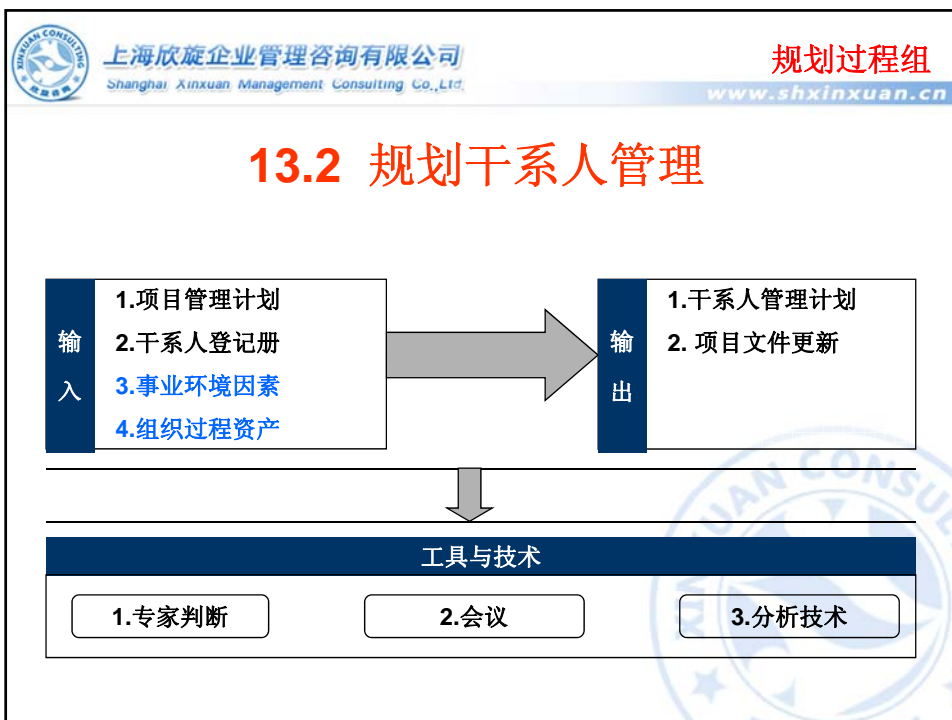 上海欣旋企业管理咨询有限公司
Shanghai Xinxuan Management Consulting Co.,Ltd.
规划过程组
www.shxinxuan.cn
13.2 规划干系人管理
输入
1.项目管理计划
2.干系人登记册
3.事业环境因素
4.组织过程资产
输出
1.干系人管理计划
2. 项目文件更新
工具与技术
1.专家判断
2.会议
3.分析技术